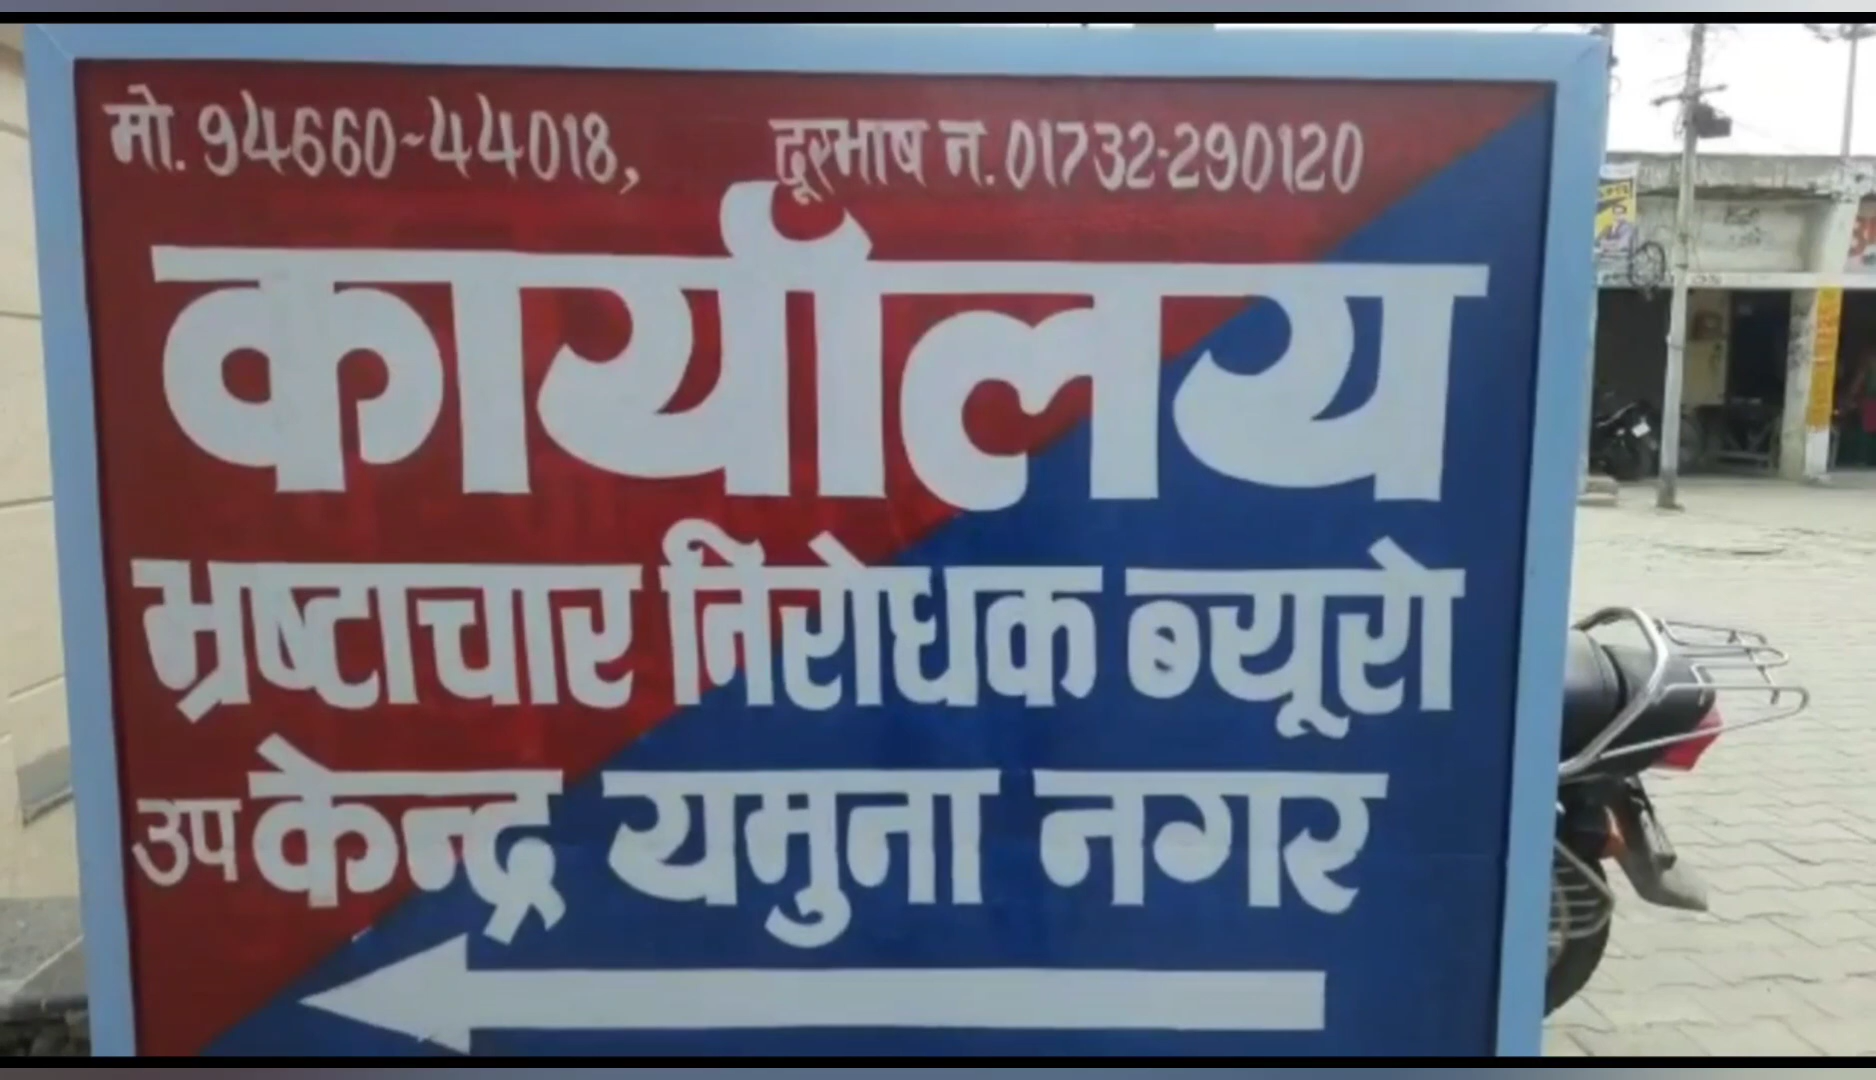 मो. 94660-44018, दूरभाष न. 01732-290120
कार्यालय
भ्रष्टाचार निरोधक ब्यूरो
उप केन्द्र यमुना नगर